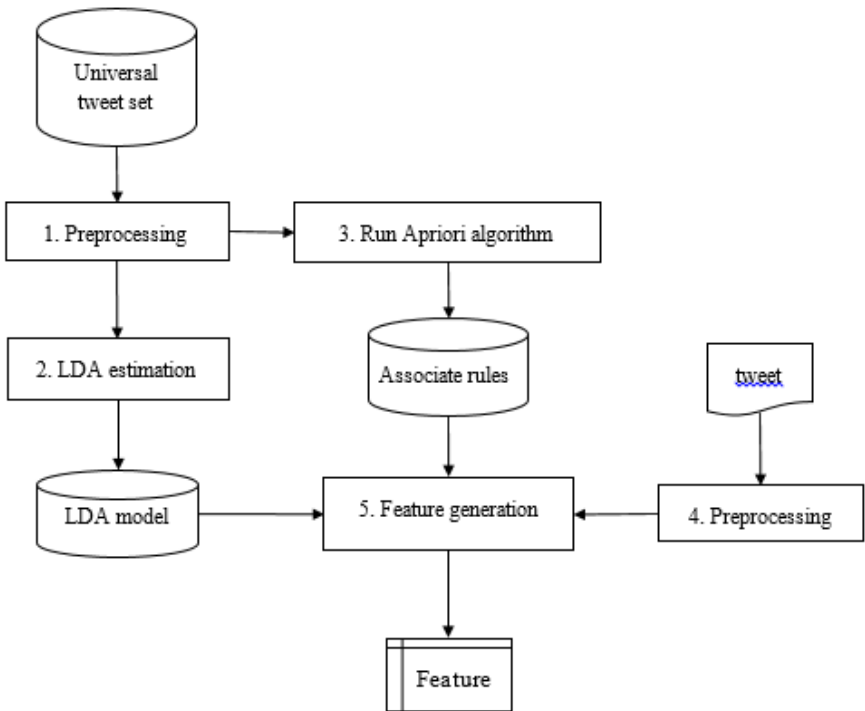 Universal
tweet set
1. Preprocessing
3. Run Apriori algorithm
2. LDA estimation
Associate rules
tweet
LDA model
5. Feature generation
4. Preprocessing
Feature